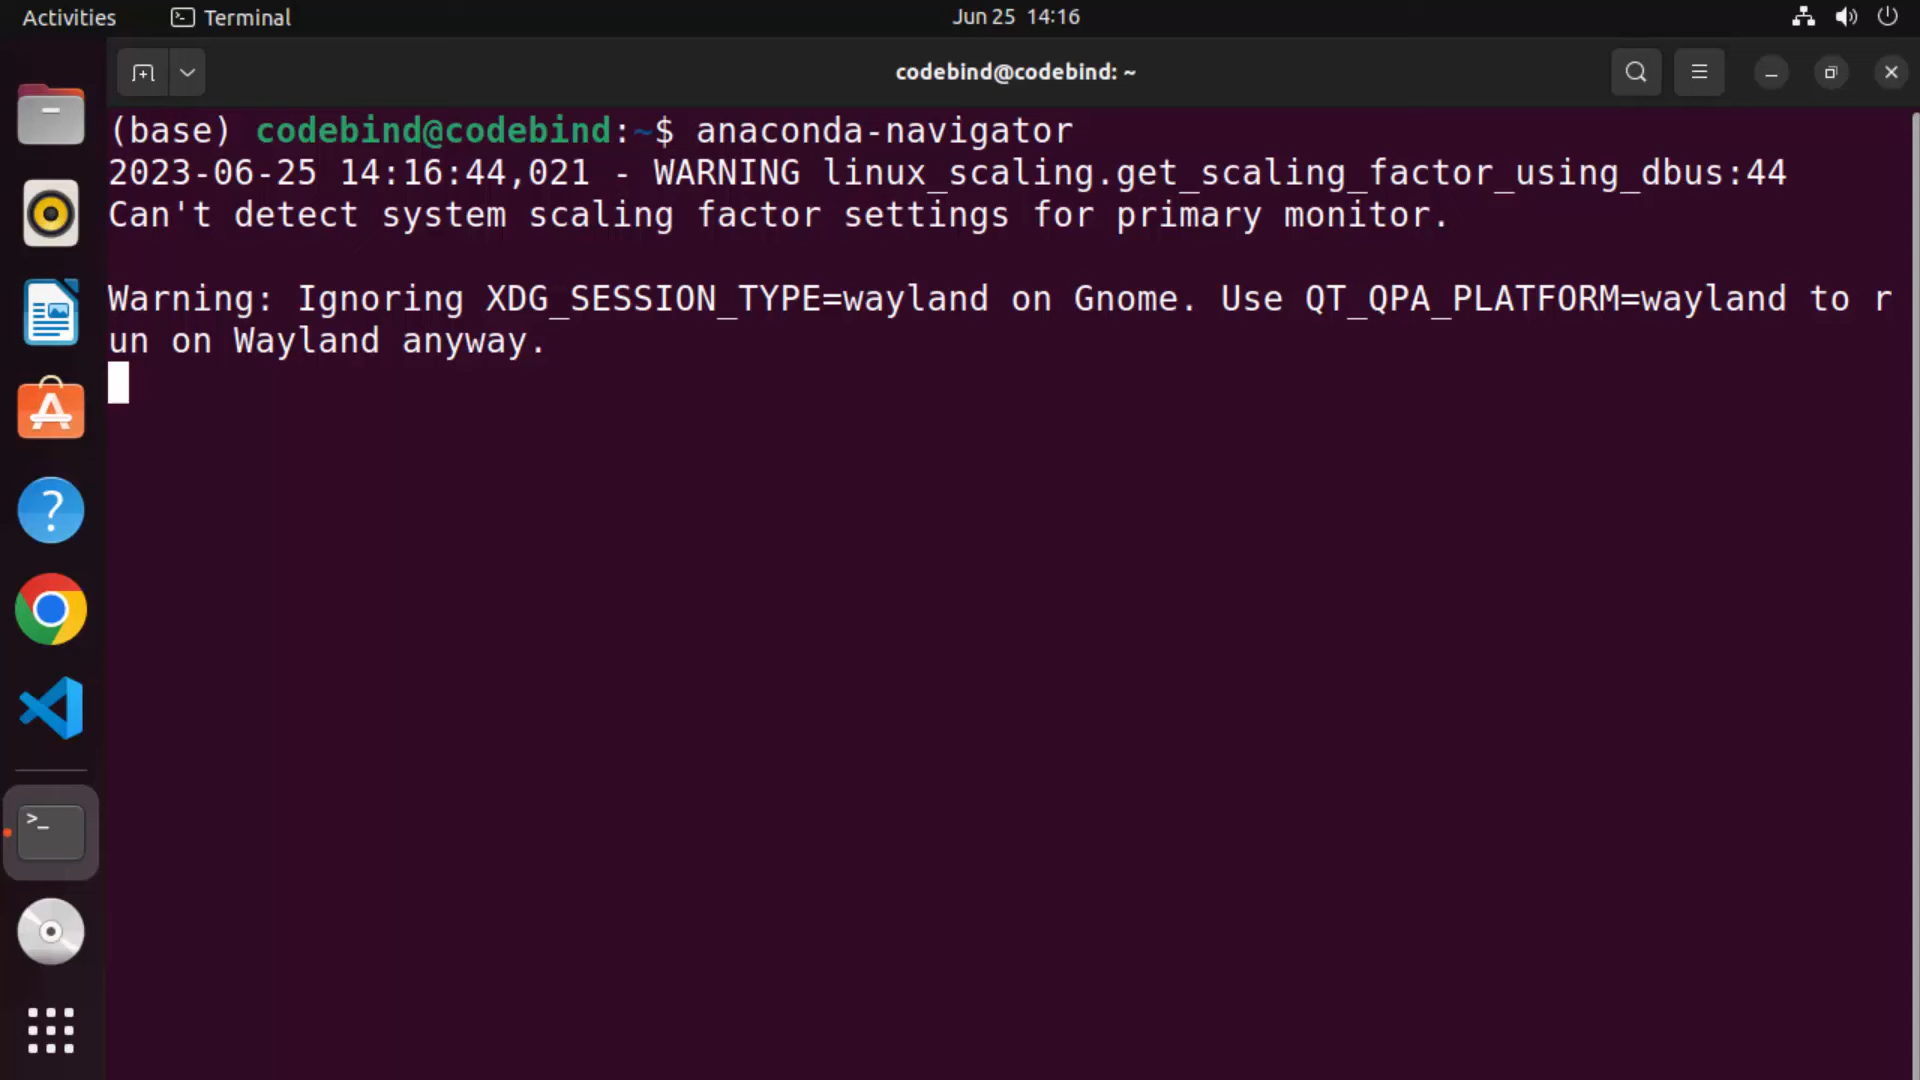 Activities Terminal Jun 25 14:16
codebind@codebind: ~
(base) codebind@codebind:~$ anaconda-navigator
2023-06-25 14:16:44,021 - WARNING linux_scaling.get_scaling_factor_using_dbus:44
Can't detect system scaling factor settings for primary monitor.
Warning: Ignoring XDG_SESSION_TYPE=wayland on Gnome. Use QT_QPA_PLATFORM=wayland to r
un on Wayland anyway.